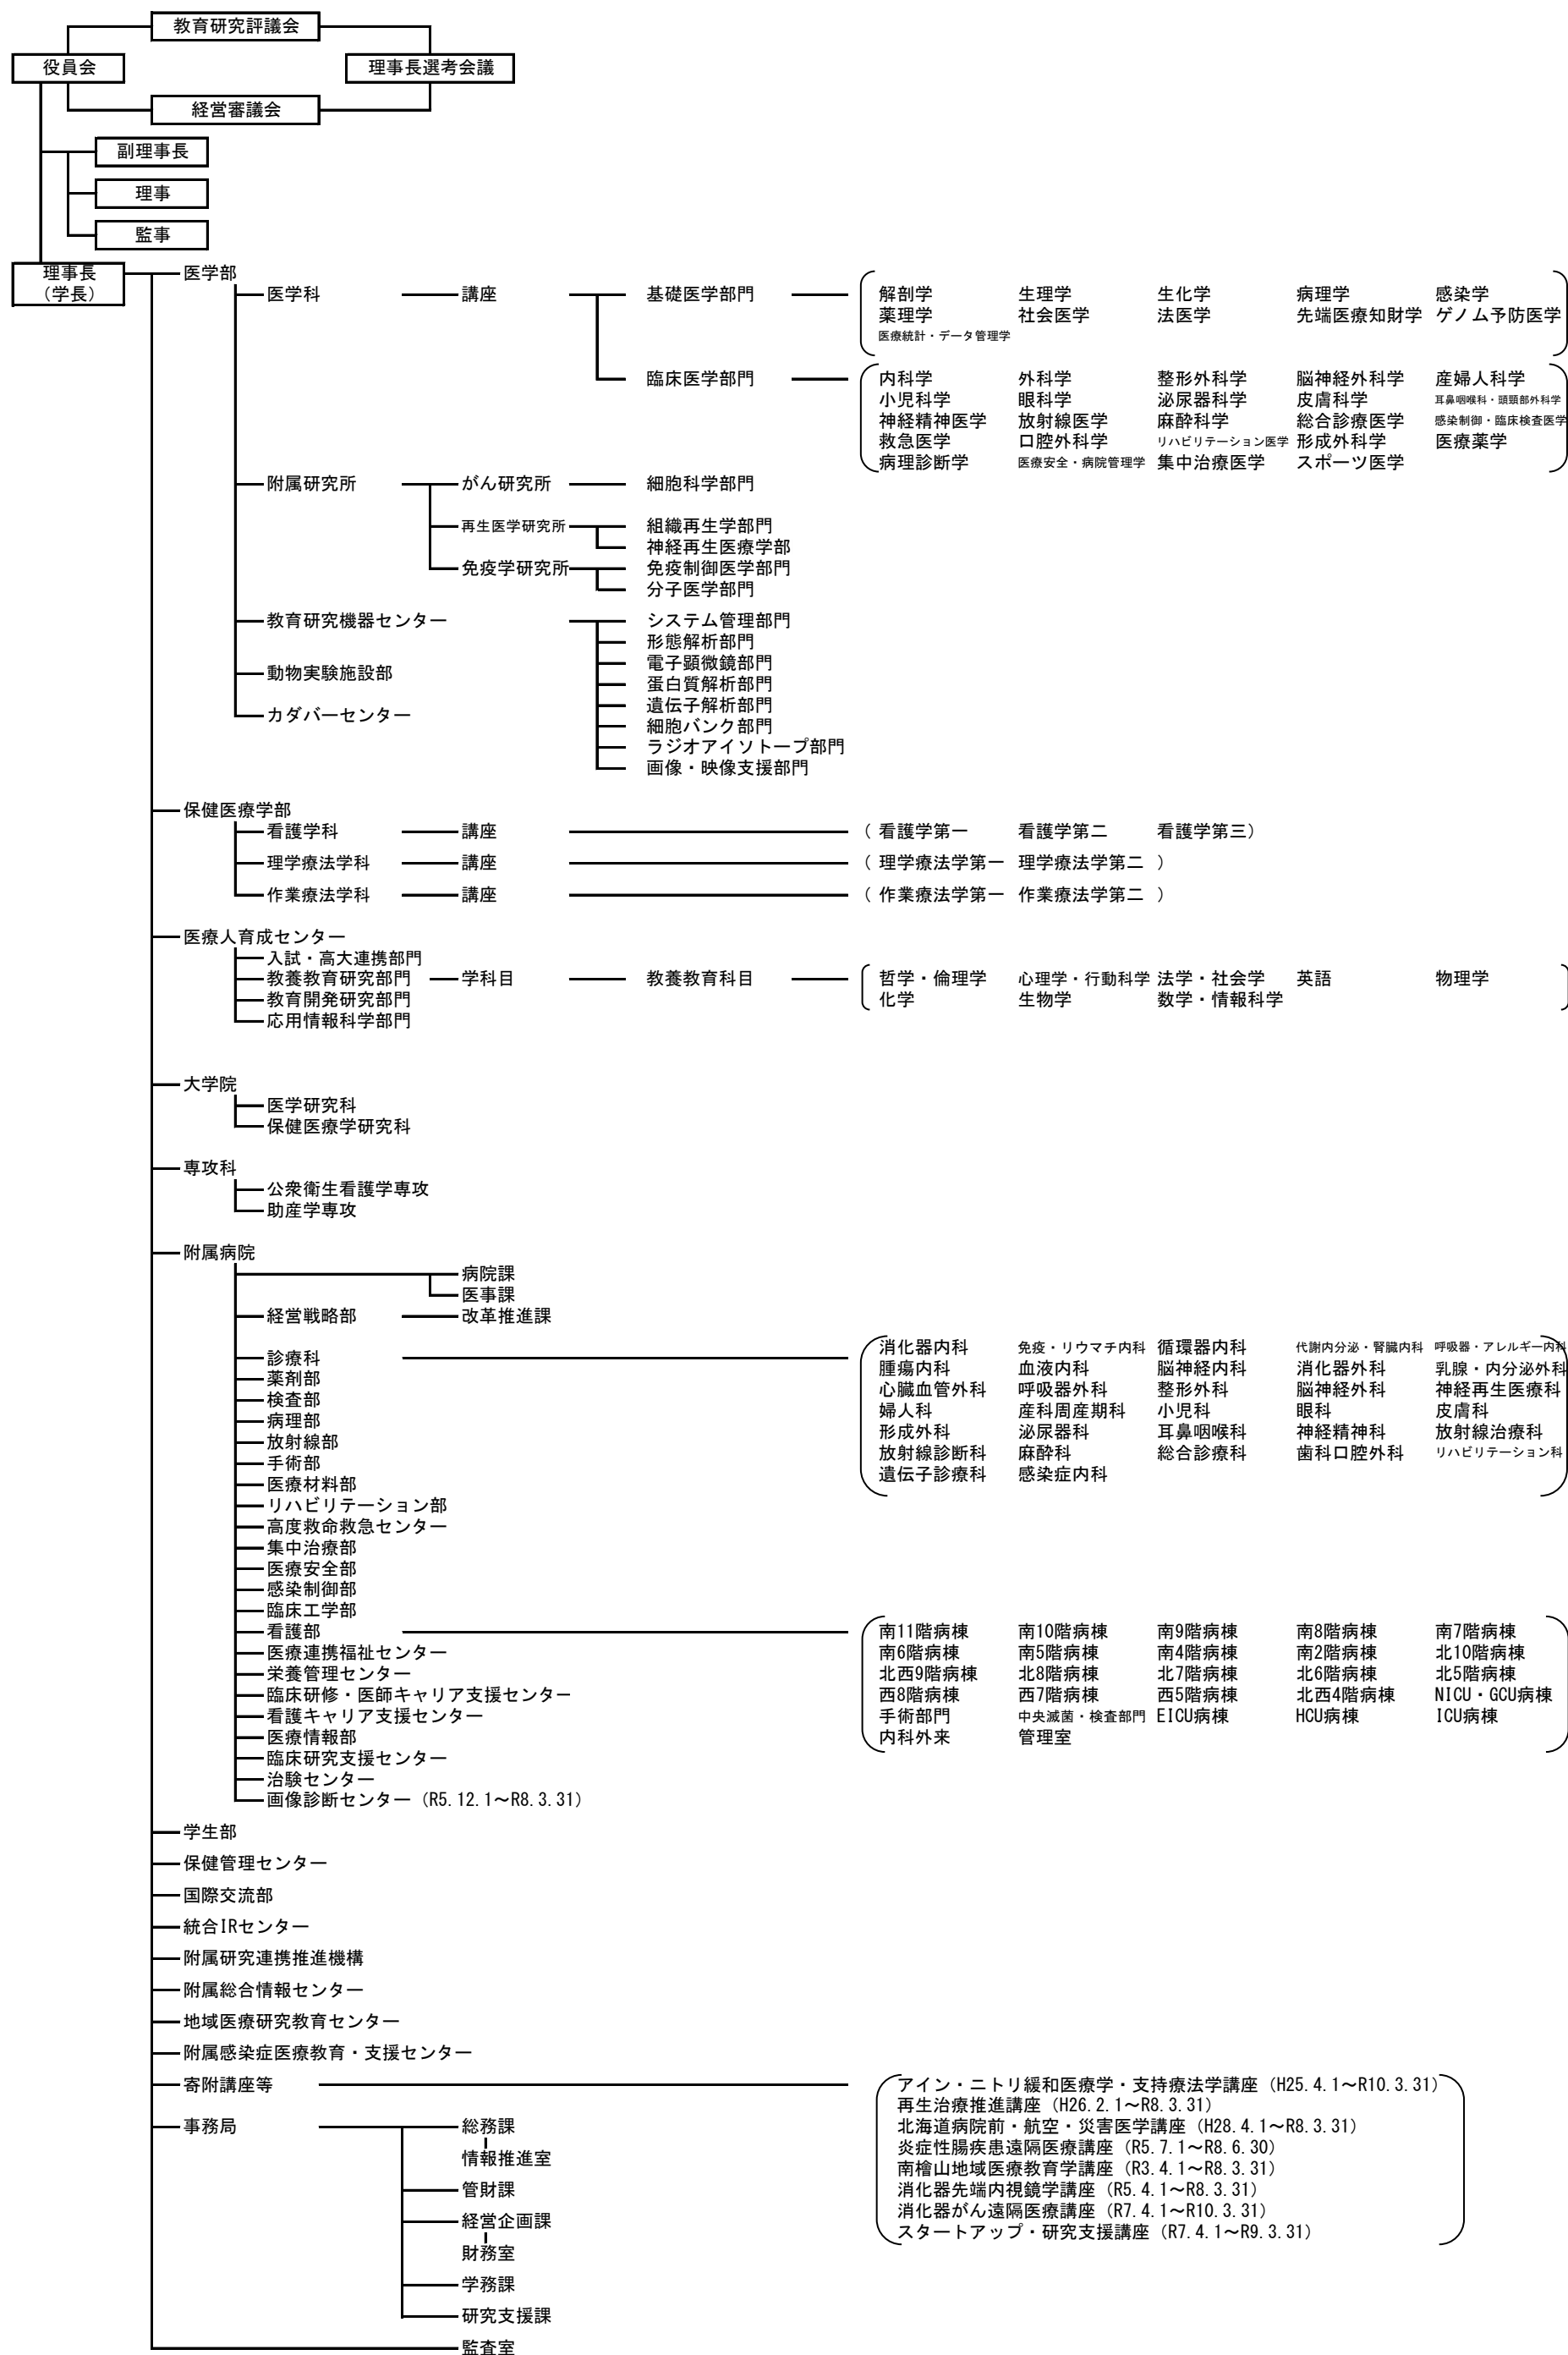 教育研究評議会
役員会 理事長選考会議
経営審議会
副理事長
理事
監事
理事長 医学部
（学長） 医学科 講座 基礎医学部門 解剖学 生理学 生化学 病理学 感染学
薬理学 社会医学 法医学 先端医療知財学 ゲノム予防医学
医療統計・データ管理学
臨床医学部門 内科学 外科学 整形外科学 脳神経外科学 産婦人科学
小児科学 眼科学 泌尿器科学 皮膚科学 耳鼻咽喉科・頭頸部外科学
神経精神医学 放射線医学 麻酔科学 総合診療医学 感染制御・臨床検査医学
救急医学 口腔外科学 リハビリテーション医学 形成外科学 医療薬学
病理診断学 医療安全・病院管理学 集中治療医学 スポーツ医学
附属研究所 がん研究所 細胞科学部門
再生医学研究所 組織再生学部門
神経再生医療学部
免疫学研究所 免疫制御医学部門
分子医学部門
教育研究機器センター システム管理部門
形態解析部門
電子顕微鏡部門
動物実験施設部
蛋白質解析部門
遺伝子解析部門
カダバーセンター
細胞バンク部門
ラジオアイソトープ部門
画像・映像支援部門
保健医療学部
看護学科 講座 （ 看護学第一 看護学第二 看護学第三）
理学療法学科 講座 （ 理学療法学第一 理学療法学第二 ）
作業療法学科 講座 （ 作業療法学第一 作業療法学第二 ）
医療人育成センター
入試・高大連携部門
教養教育研究部門 学科目 教養教育科目 哲学・倫理学 心理学・行動科学 法学・社会学 英語 物理学
教育開発研究部門 化学 生物学 数学・情報科学
応用情報科学部門
大学院
医学研究科
保健医療学研究科
専攻科
公衆衛生看護学専攻
助産学専攻
附属病院
病院課
医事課
経営戦略部 改革推進課
消化器内科 免疫・リウマチ内科 循環器内科 代謝内分泌・腎臓内科 呼吸器・アレルギー内科
診療科
腫瘍内科 血液内科 脳神経内科 消化器外科 乳腺・内分泌外科
薬剤部
心臓血管外科 呼吸器外科 整形外科 脳神経外科 神経再生医療科
検査部
婦人科 産科周産期科 小児科 眼科 皮膚科
病理部
形成外科 泌尿器科 耳鼻咽喉科 神経精神科 放射線治療科
放射線部
放射線診断科 麻酔科 総合診療科 歯科口腔外科 リハビリテーション科
手術部
遺伝子診療科 感染症内科
医療材料部
リハビリテーション部
高度救命救急センター
集中治療部
医療安全部
感染制御部
臨床工学部
看護部 南11階病棟 南10階病棟 南9階病棟 南8階病棟 南7階病棟
医療連携福祉センター 南6階病棟 南5階病棟 南4階病棟 南2階病棟 北10階病棟
栄養管理センター 北西9階病棟 北8階病棟 北7階病棟 北6階病棟 北5階病棟
臨床研修・医師キャリア支援センター 西8階病棟 西7階病棟 西5階病棟 北西4階病棟 NICU・GCU病棟
看護キャリア支援センター 手術部門 中央滅菌・検査部門 EICU病棟 HCU病棟 ICU病棟
医療情報部 内科外来 管理室
臨床研究支援センター
治験センター
画像診断センター（R5.12.1～R8.3.31）
学生部
保健管理センター
国際交流部
統合IRセンター
附属研究連携推進機構
附属総合情報センター
地域医療研究教育センター
附属感染症医療教育・支援センター
寄附講座等 アイン・ニトリ緩和医療学・支持療法学講座（H25.4.1～R10.3.31）
再生治療推進講座（H26.2.1～R8.3.31）
事務局 総務課 北海道病院前・航空・災害医学講座（H28.4.1～R8.3.31）
炎症性腸疾患遠隔医療講座（R5.7.1～R8.6.30）
情報推進室
南檜山地域医療教育学講座（R3.4.1～R8.3.31）
管財課 消化器先端内視鏡学講座（R5.4.1～R8.3.31）
消化器がん遠隔医療講座（R7.4.1～R10.3.31）
経営企画課
スタートアップ・研究支援講座（R7.4.1～R9.3.31）
財務室
学務課
研究支援課
監査室